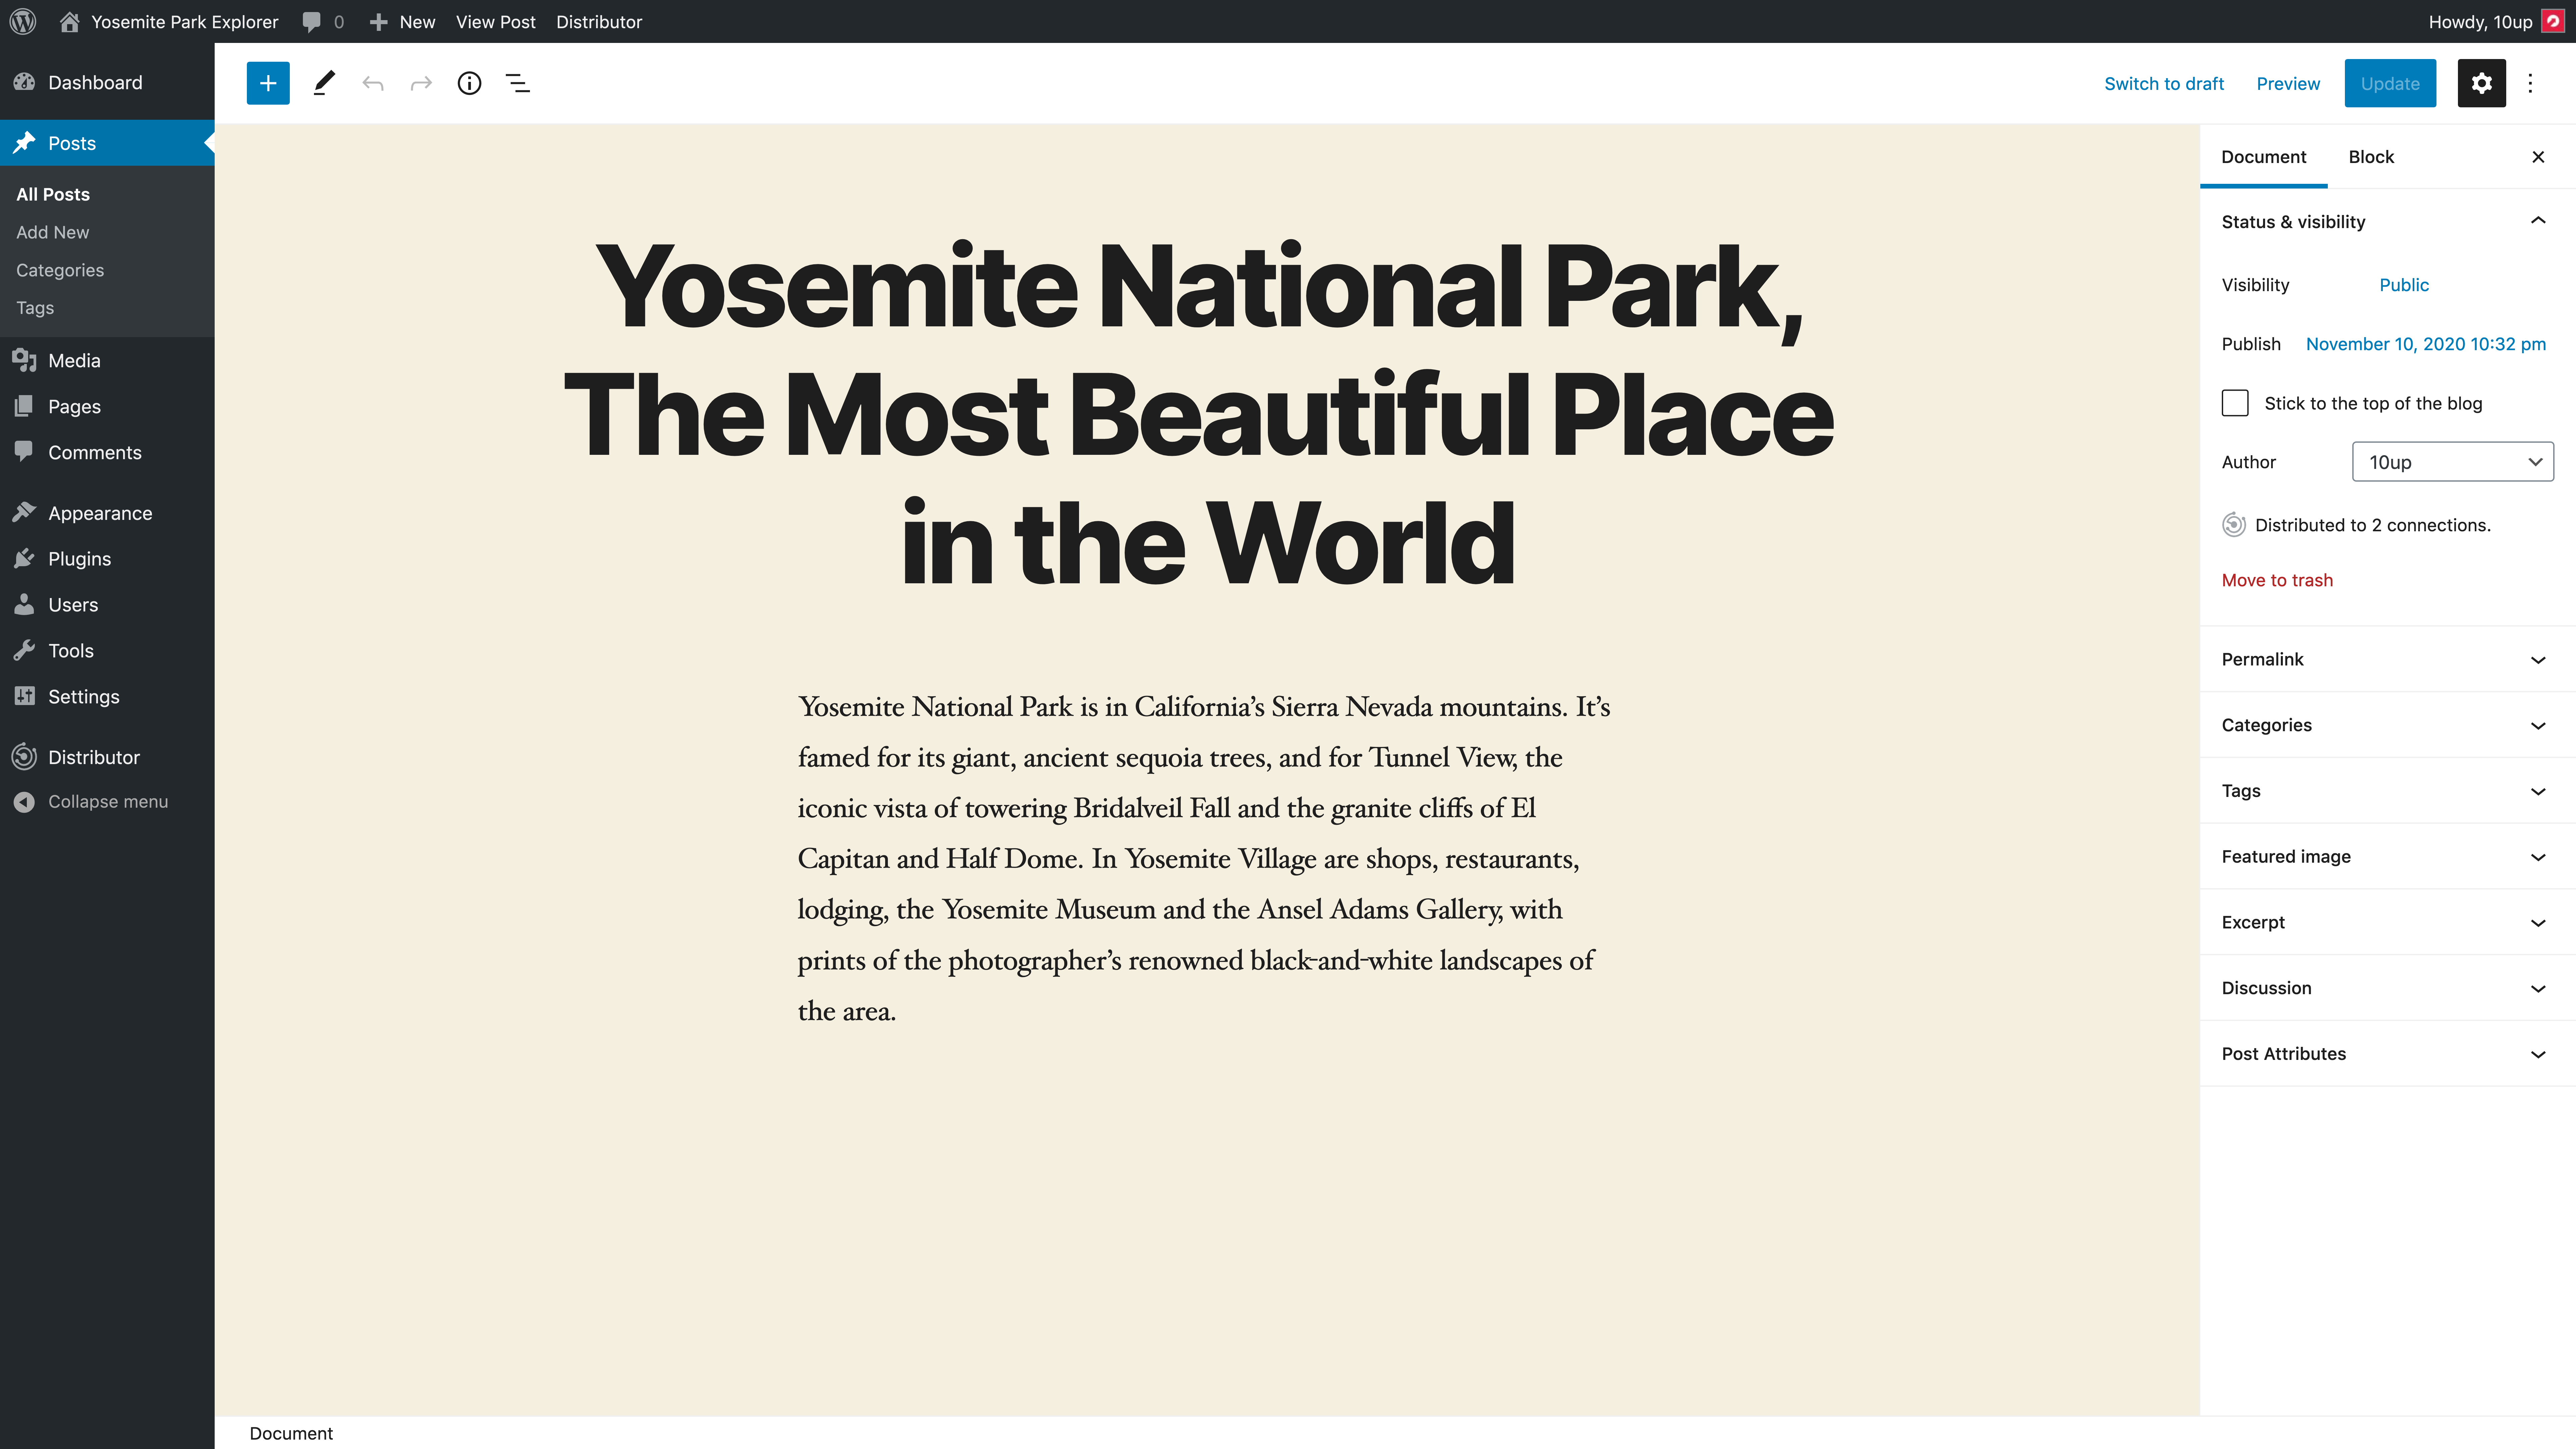 Yosemite Park Explorer 0 New View Post Distributor Howdy, 10up
Dashboard
Posts
All Posts
Add New
Categories
Tags
Media
Pages
Comments
Appearance
Plugins
Users
Tools
Settings
Distributor
Collapse menu
Switch to draft Preview Update
Yosemite National Park,
The Most Beautiful Place
in the World
Yosemite National Park is in California’s Sierra Nevada mountains. It’s
famed for its giant, ancient sequoia trees, and for Tunnel View, the
iconic vista of towering Bridalveil Fall and the granite cliffs of El
Capitan and Half Dome. In Yosemite Village are shops, restaurants,
lodging, the Yosemite Museum and the Ansel Adams Gallery, with
prints of the photographer’s renowned black-and-white landscapes of
the area.
Document Block
Status & visibility
Visibility Public
Publish November 10, 2020 10:32 pm
Stick to the top of the blog
Author 10up
Distributed to 2 connections.
Move to trash
Permalink
Categories
Tags
Featured image
Excerpt
Discussion
Post Attributes
Document